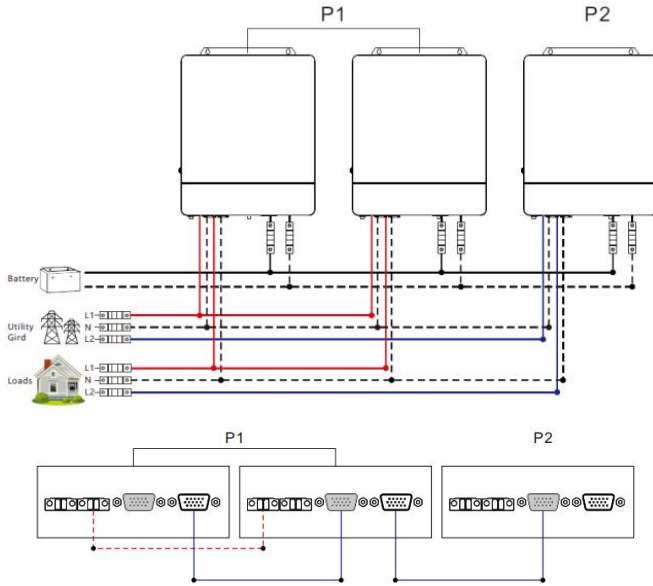 P1 P2
Battery
L1
Utility N
Gird L2
L1
Loads N
L2
P1 P2